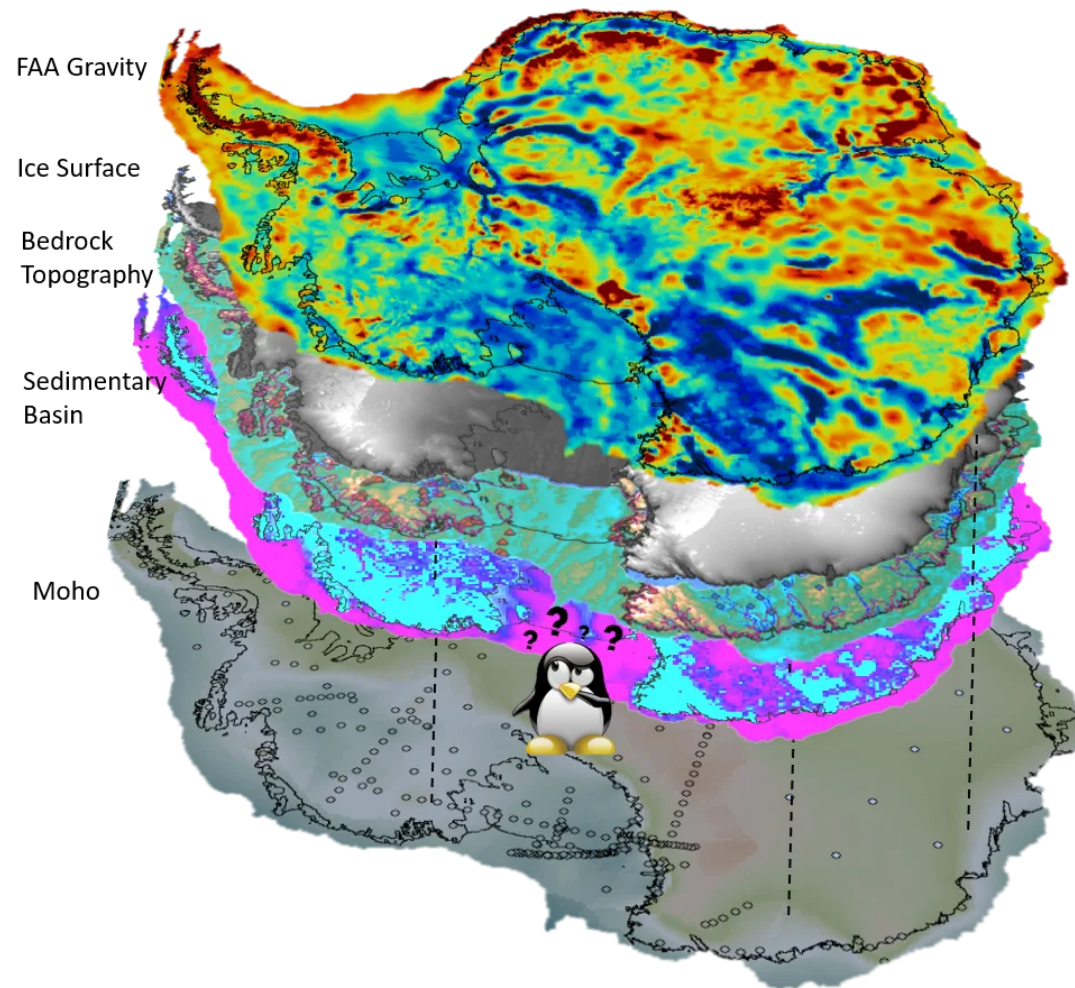 FAA Gravity
Ice Surface
Bedrock
Topography
Sedimentary
Basin
Moho
? ? ? ?